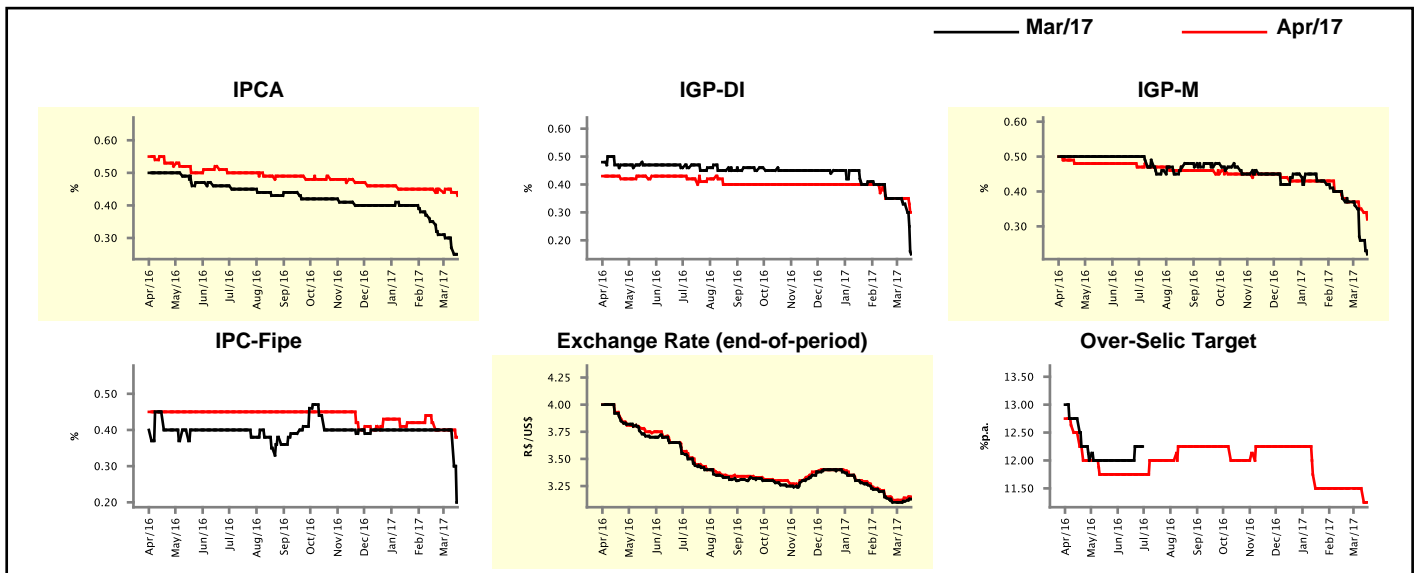 Mar/17 Apr/17
IPCA IGP-DI IGP-M
%
0.60
0.50
0.40
0.30
Apr/16 May/16 Jun/16 Jul/16 Aug/16 Sep/16 Oct/16 Nov/16 Dec/16 Jan/17 Feb/17 Mar/17
%
0.60
0.50
0.40
0.30
0.20
Apr/16 May/16 Jun/16 Jul/16 Aug/16 Sep/16 Oct/16 Nov/16 Dec/16 Jan/17 Feb/17 Mar/17
%
0.60
0.50
0.40
0.30
Apr/16 May/16 Jun/16 Jul/16 Aug/16 Sep/16 Oct/16 Nov/16 Dec/16 Jan/17 Feb/17 Mar/17
IPC-Fipe Exchange Rate (end-of-period) Over-Selic Target
%
0.50
0.40
0.30
0.20
Apr/16 May/16 Jun/16 Jul/16 Aug/16 Sep/16 Oct/16 Nov/16 Dec/16 Jan/17 Feb/17 Mar/17
R$/US$
4.25
4.00
3.75
3.50
3.25
Apr/16 May/16 Jun/16 Jul/16 Aug/16 Sep/16 Oct/16 Nov/16 Dec/16 Jan/17 Feb/17 Mar/17
%p.a.
13.50
13.00
12.50
12.00
11.50
Apr/16 May/16 Jun/16 Jul/16 Aug/16 Sep/16 Oct/16 Nov/16 Dec/16 Jan/17 Feb/17 Mar/17